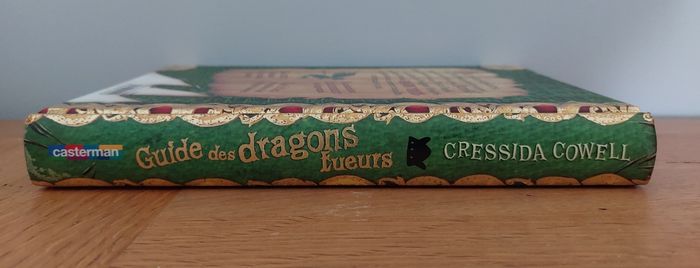 casterman
Guide des dragons
tueurs
CRESSIDA COWELL